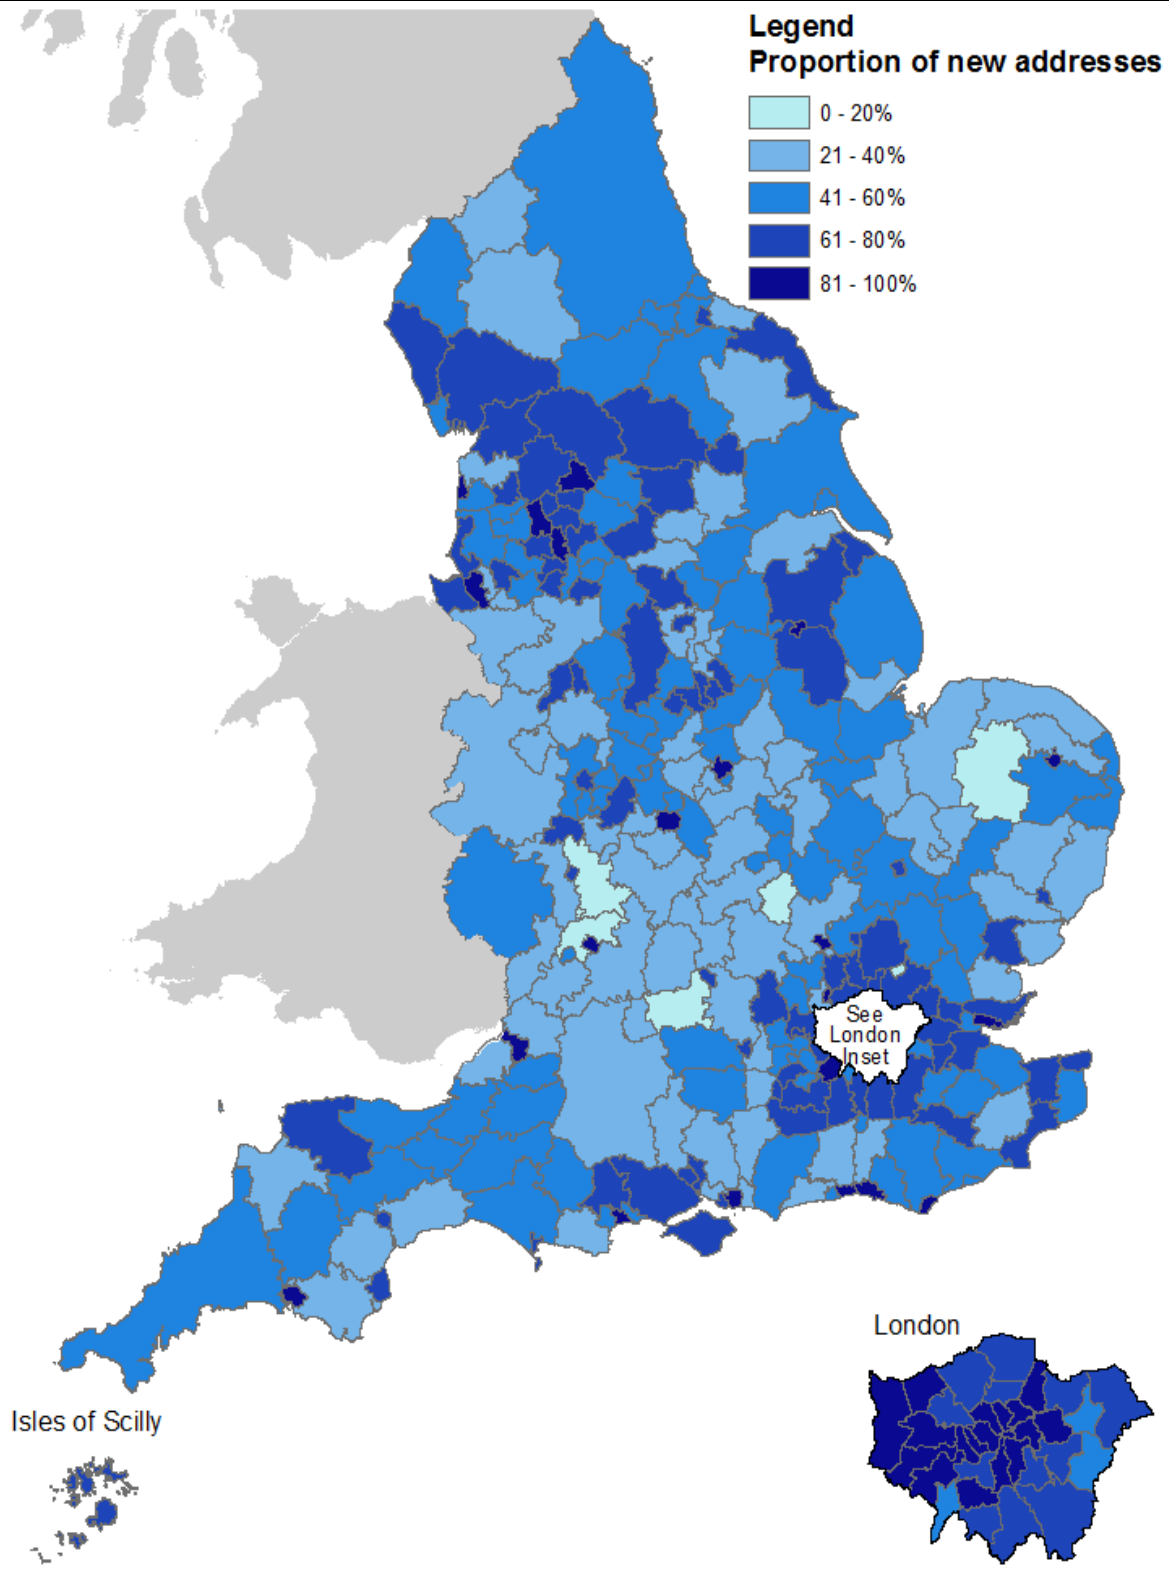 Legend
Proportion of new addresses
0 - 20%
21 - 40%
41 - 60%
61 - 80%
81 - 100%
See
London
Inset
London
Isles of Scilly